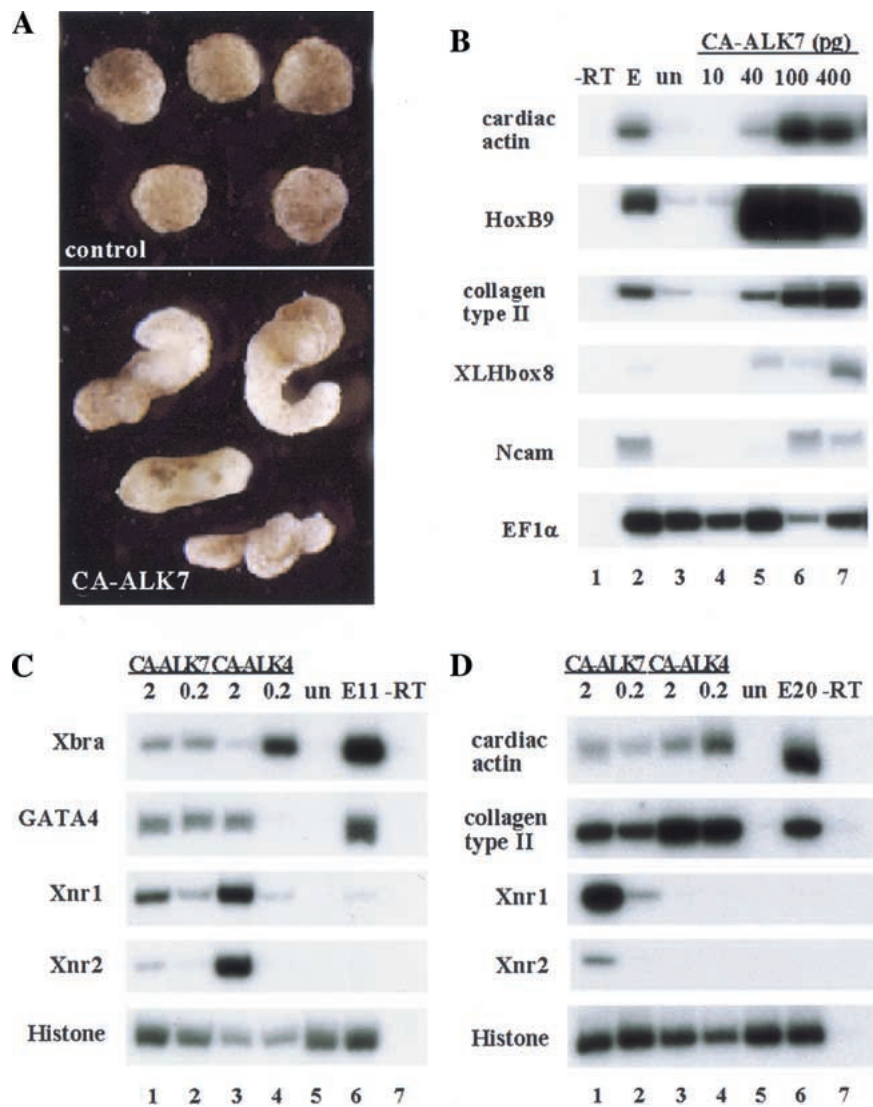 A
control
CA-ALK7
B
CA-ALK7 (pg)
-RT E un 10 40 100 400
cardiac
actin
HoxB9
collagen
type II
XLHbox8
Ncam
EF1α
1 2 3 4 5 6 7
C
CA-ALK7 CA-ALK4
2 0.2 2 0.2 un E11 -RT
Xbra
GATA4
Xnr1
Xnr2
Histone
1 2 3 4 5 6 7
D
CA-ALK7 CA-ALK4
2 0.2 2 0.2 un E20 -RT
cardiac
actin
collagen
type II
Xnr1
Xnr2
Histone
1 2 3 4 5 6 7